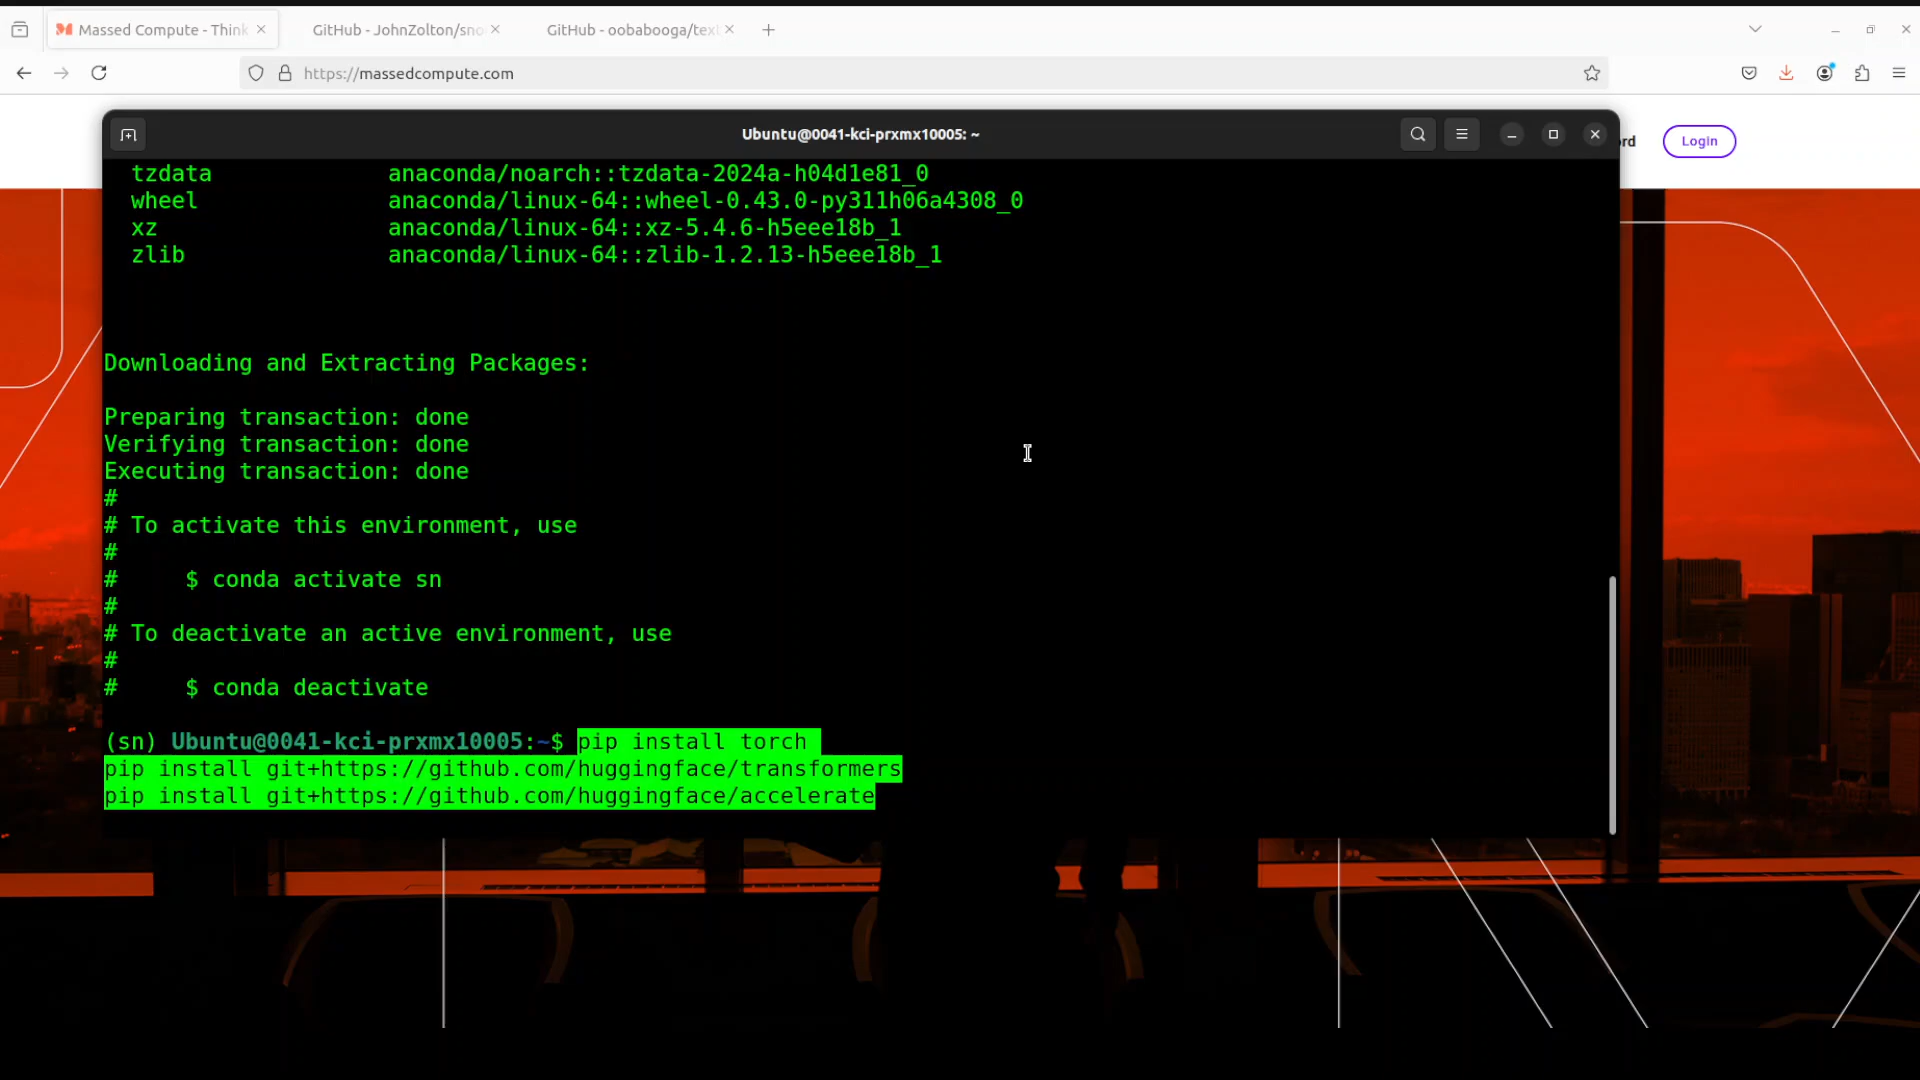 Massed Compute - Think
GitHub - JohnZolton/sno
GitHub - oobabooga/text
https://massedcompute.com
Ubuntu@0041-kci-prxmx10005: ~
rd
Login
tzdata anaconda/noarch::tzdata-2024a-h04d1e81_0
wheel anaconda/linux-64::wheel-0.43.0-py311h06a4308_0
xz anaconda/linux-64::xz-5.4.6-h5eee18b_1
zlib anaconda/linux-64::zlib-1.2.13-h5eee18b_1
Downloading and Extracting Packages:
Preparing transaction: done
Verifying transaction: done
Executing transaction: done
#
# To activate this environment, use
#
# $ conda activate sn
#
# To deactivate an active environment, use
#
# $ conda deactivate
(sn) Ubuntu@0041-kci-prxmx10005:~$ pip install torch
pip install git+https://github.com/huggingface/transformers
pip install git+https://github.com/huggingface/accelerate